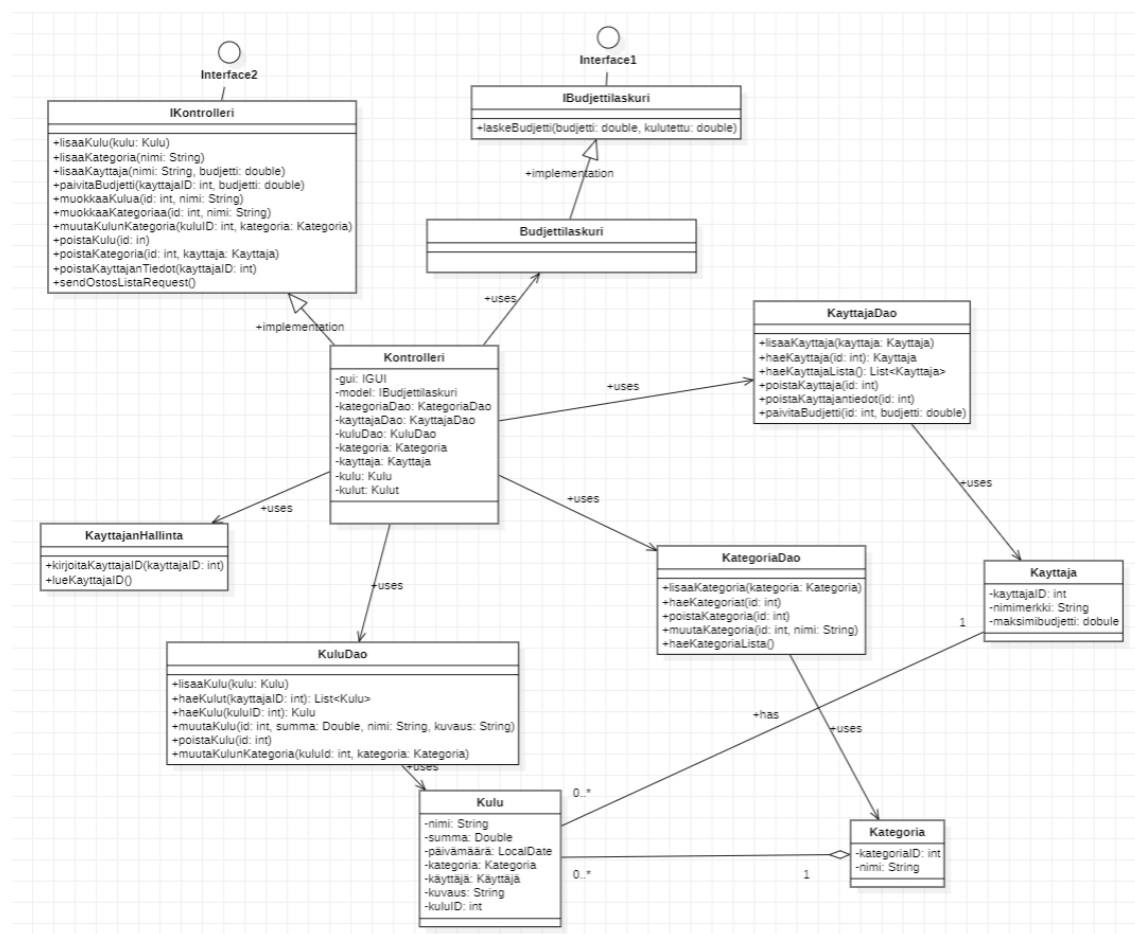 Interface2
IKontrolleri
+lisaaKulu(kulu: Kulu)
+lisaaKategoria(nimi: String)
+lisaaKayttaja(nimi: String, budjetti: double)
+paivitaBudjetti(kayttajaID: int, budjetti: double)
+muokkaaKulua(id: int, nimi: String)
+muokkaaKategoriaa(id: int, nimi: String)
+muutaKulunKategoria(kuluID: int, kategoria: Kategoria)
+poistaKulu(id: in)
+poistaKategoria(id: int, kayttaja: Kayttaja)
+poistaKayttajanTiedot(kayttajaID: int)
+sendOstosListaRequest()
Interface1
IBudjettilaskuri
+laskeBudjetti(budjetti: double, kulutettu: double)
+implementation
Budjettilaskuri
+uses
+implementation
Kontrolleri
-gui: IGUI
-model: IBudjettilaskuri
-kategoriaDao: KategoriaDao
-kayttajaDao: KayttajaDao
-kuluDao: KuluDao
-kategoria: Kategoria
-kayttaja: Kayttaja
-kulu: Kulu
-kulut: Kulut
+uses
KayttajaDao
+lisaaKayttaja(kayttaja: Kayttaja)
+haeKayttaja(id: int): Kayttaja
+haeKayttajaLista(): List<Kayttaja>
+poistaKayttaja(id: int)
+poistaKayttajantiedot(id: int)
+paivitaBudjetti(id: int, budjetti: double)
+uses
+uses
+uses
KayttajanHallinta
+kirjoitaKayttajaID(kayttajaID: int)
+lueKayttajaID()
+uses
KategoriaDao
+lisaaKategoria(kategoria: Kategoria)
+haeKategoriat(id: int)
+poistaKategoria(id: int)
+muutaKategoria(id: int, nimi: String)
+haeKategoriaLista()
Kayttaja
-kayttajaID: int
-nimimerkki: String
-maksimibudjetti: dobule
1
KuluDao
+lisaaKulu(kulu: Kulu)
+haeKulut(kayttajaID: int): List<Kulu>
+haeKulu(kuluID: int): Kulu
+muutaKulu(id: int, summa: Double, nimi: String, kuvaus: String)
+poistaKulu(id: int)
+muutaKulunKategoria(kuluId: int, kategoria: Kategoria)
+has
+uses
+uses
0..*
Kulu
-nimi: String
-summa: Double
-päivämäärä: LocalDate
-kategoria: Kategoria
-käyttäjä: Käyttäjä
-kuvaus: String
-kuluID: int
0..*
1
Kategoria
-kategoriaID: int
-nimi: String